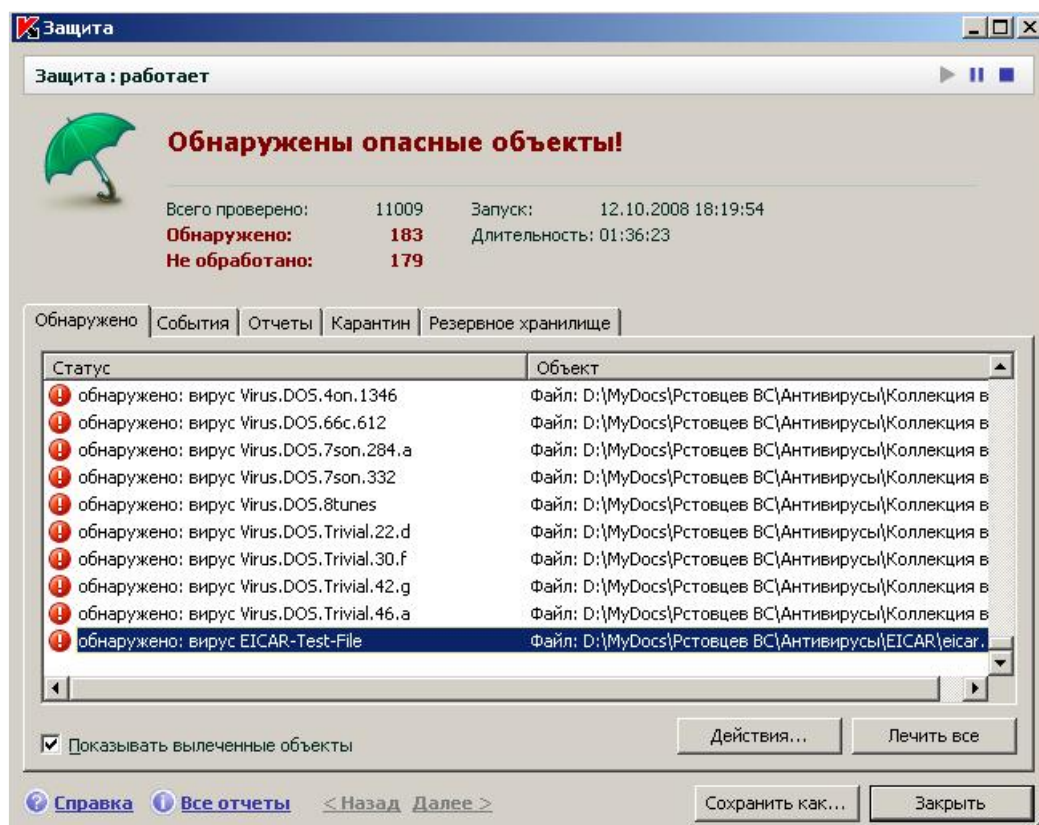 Защита
Защита : работает
Обнаружены опасные объекты!
Всего проверено: 11009 Запуск: 12.10.2008 18:19:54
Обнаружено: 183 Длительность: 01:36:23
Не обработано: 179
Обнаружено События Отчеты Карантин Резервное хранилище
Статус Объект
обнаружено: вирус Virus.DOS.4on.1346 Файл: D:\MyDocs\Рстовцев ВС\Антивирусы\Коллекция в
обнаружено: вирус Virus.DOS.66c.612 Файл: D:\MyDocs\Рстовцев ВС\Антивирусы\Коллекция в
обнаружено: вирус Virus.DOS.7son.284.a Файл: D:\MyDocs\Рстовцев ВС\Антивирусы\Коллекция в
обнаружено: вирус Virus.DOS.7son.332 Файл: D:\MyDocs\Рстовцев ВС\Антивирусы\Коллекция в
обнаружено: вирус Virus.DOS.8tunes Файл: D:\MyDocs\Рстовцев ВС\Антивирусы\Коллекция в
обнаружено: вирус Virus.DOS.Trivial.22.d Файл: D:\MyDocs\Рстовцев ВС\Антивирусы\Коллекция в
обнаружено: вирус Virus.DOS.Trivial.30.f Файл: D:\MyDocs\Рстовцев ВС\Антивирусы\Коллекция в
обнаружено: вирус Virus.DOS.Trivial.42.g Файл: D:\MyDocs\Рстовцев ВС\Антивирусы\Коллекция в
обнаружено: вирус Virus.DOS.Trivial.46.a Файл: D:\MyDocs\Рстовцев ВС\Антивирусы\Коллекция в
обнаружено: вирус EICAR-Test-File Файл: D:\MyDocs\Рстовцев ВС\Антивирусы\EICAR\eicar.
Показывать вылеченные объекты Действия... Лечить все
Справка Все отчеты < Назад Далее > Сохранить как... Закрыть